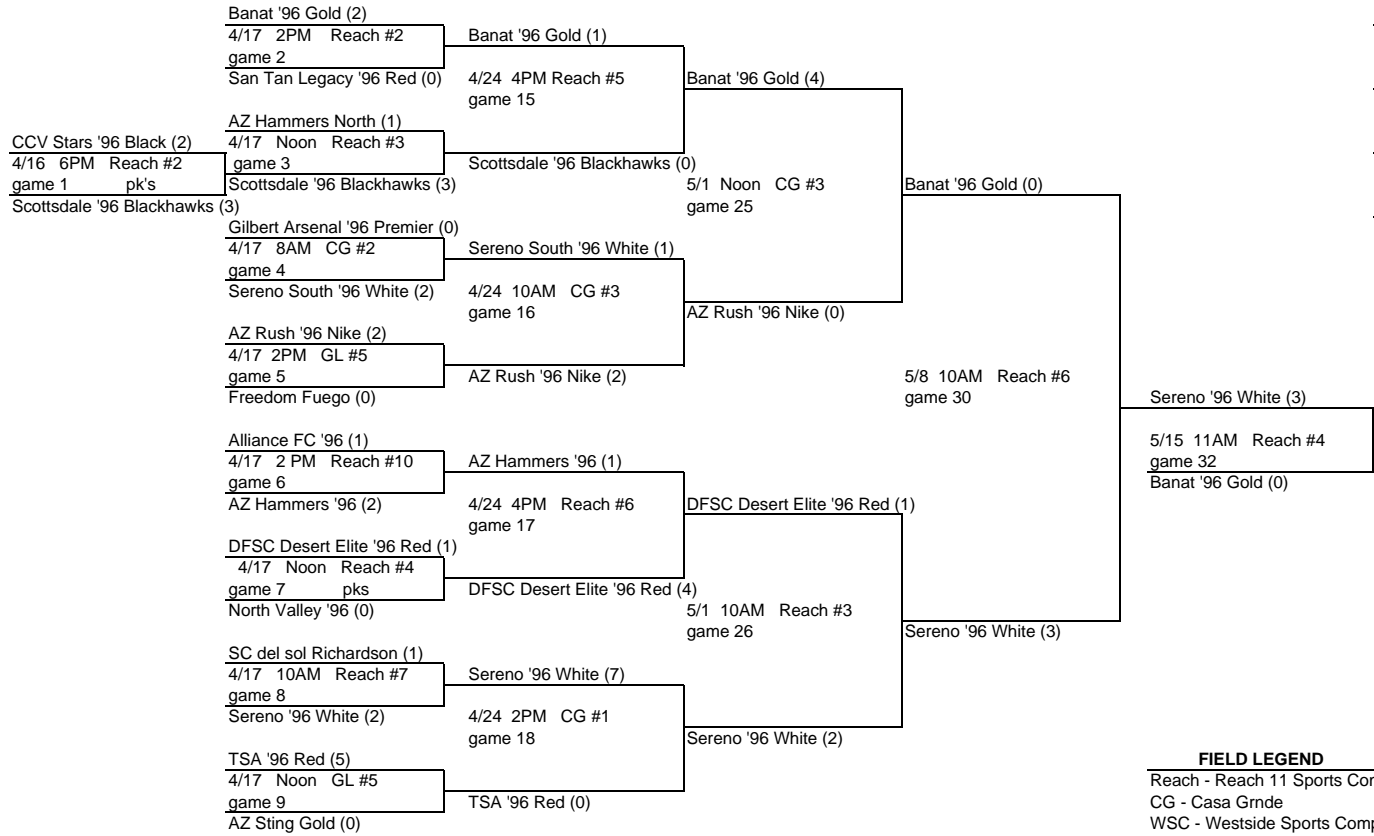 Banat '96 Gold (2)
4/17 2PM Reach #2
game 2
San Tan Legacy '96 Red (0)
Banat '96 Gold (1)
4/24 4PM Reach #5
game 15
Banat '96 Gold (4)
AZ Hammers North (1)
4/17 Noon Reach #3
game 3
Scottsdale '96 Blackhawks (3)
CCV Stars '96 Black (2)
4/16 6PM Reach #2
game 1 pk's
Scottsdale '96 Blackhawks (3)
Scottsdale '96 Blackhawks (0)
5/1 Noon CG #3
game 25
Banat '96 Gold (0)
Gilbert Arsenal '96 Premier (0)
4/17 8AM CG #2
game 4
Sereno South '96 White (2)
Sereno South '96 White (1)
4/24 10AM CG #3
game 16
AZ Rush '96 Nike (0)
AZ Rush '96 Nike (2)
4/17 2PM GL #5
game 5
Freedom Fuego (0)
AZ Rush '96 Nike (2)
5/8 10AM Reach #6
game 30
Sereno '96 White (3)
5/15 11AM Reach #4
game 32
Banat '96 Gold (0)
Alliance FC '96 (1)
4/17 2 PM Reach #10
game 6
AZ Hammers '96 (2)
AZ Hammers '96 (1)
4/24 4PM Reach #6
game 17
DFSC Desert Elite '96 Red (1)
DFSC Desert Elite '96 Red (1)
4/17 Noon Reach #4
game 7 pks
North Valley '96 (0)
DFSC Desert Elite '96 Red (4)
5/1 10AM Reach #3
game 26
Sereno '96 White (3)
SC del sol Richardson (1)
4/17 10AM Reach #7
game 8
Sereno '96 White (2)
Sereno '96 White (7)
4/24 2PM CG #1
game 18
Sereno '96 White (2)
TSA '96 Red (5)
4/17 Noon GL #5
game 9
AZ Sting Gold (0)
TSA '96 Red (0)
FIELD LEGEND
Reach - Reach 11 Sports
CG - Casa Grnde
WSC - Westside Sports